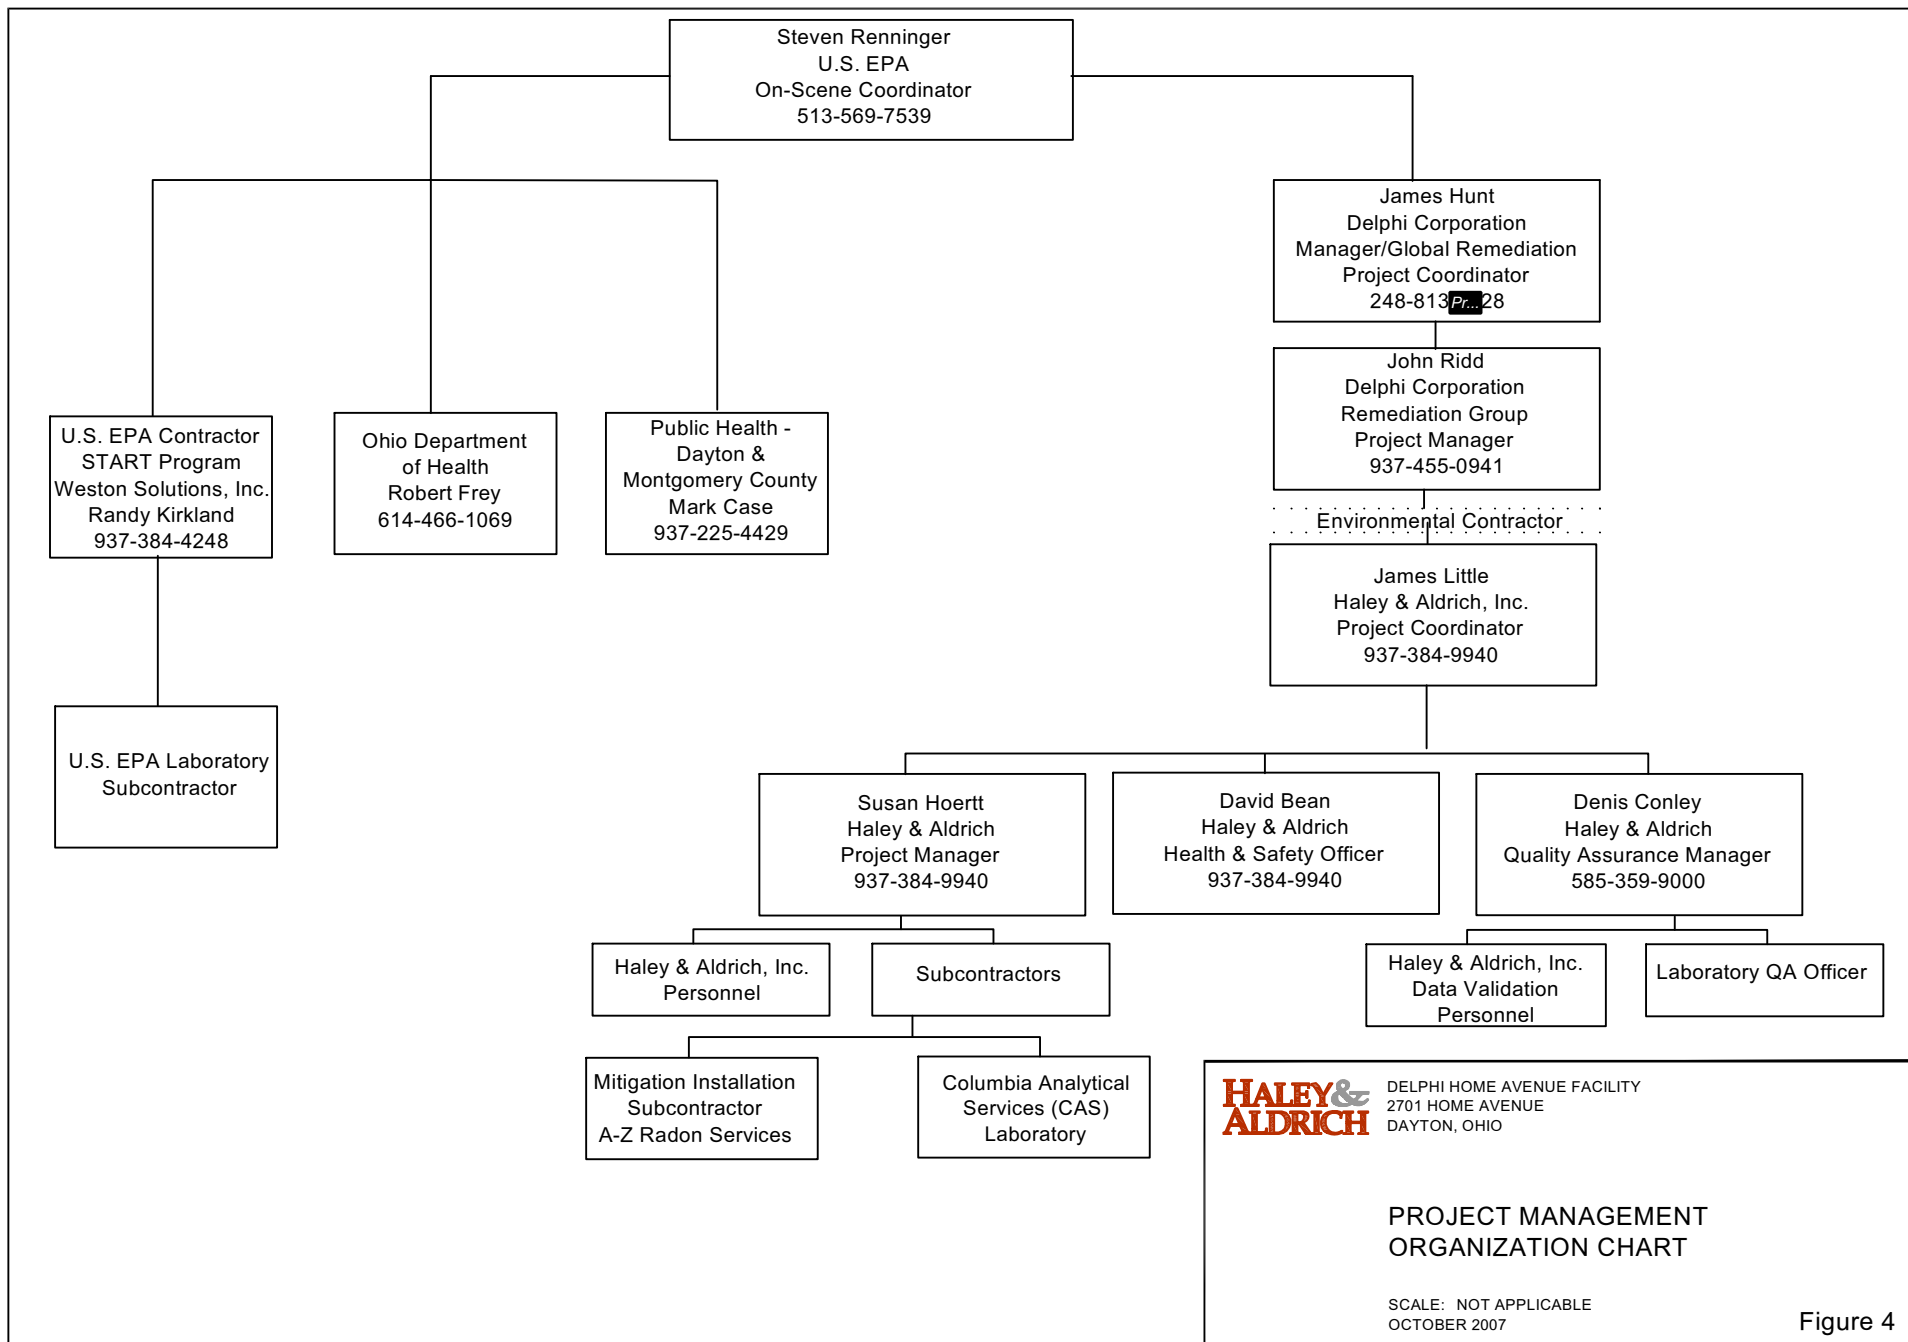 Steven Renninger
U.S. EPA
On-Scene Coordinator
513-569-7539
James Hunt
Delphi Corporation
Manager/Global Remediation
Project Coordinator
248-813 Pr... 28
John Ridd
Delphi Corporation
Remediation Group
Project Manager
937-455-0941
U.S. EPA Contractor
START Program
Weston Solutions, Inc.
Randy Kirkland
937-384-4248
Ohio Department
of Health
Robert Frey
614-466-1069
Public Health -
Dayton &
Montgomery County
Mark Case
937-225-4429
Environmental Contractor
James Little
Haley & Aldrich, Inc.
Project Coordinator
937-384-9940
U.S. EPA Laboratory
Subcontractor
Susan Hoertt
Haley & Aldrich
Project Manager
937-384-9940
David Bean
Haley & Aldrich
Health & Safety Officer
937-384-9940
Denis Conley
Haley & Aldrich
Quality Assurance Manager
585-359-9000
Haley & Aldrich, Inc.
Personnel
Subcontractors
Haley & Aldrich, Inc.
Data Validation
Personnel
Laboratory QA Officer
Mitigation Installation
Subcontractor
A-Z Radon Services
Columbia Analytical
Services (CAS)
Laboratory
HALEY &
ALDRICH
DELPHI HOME AVENUE FACILITY
2701 HOME AVENUE
DAYTON, OHIO
PROJECT MANAGEMENT
ORGANIZATION CHART
SCALE: NOT APPLICABLE
OCTOBER 2007
Figure 4